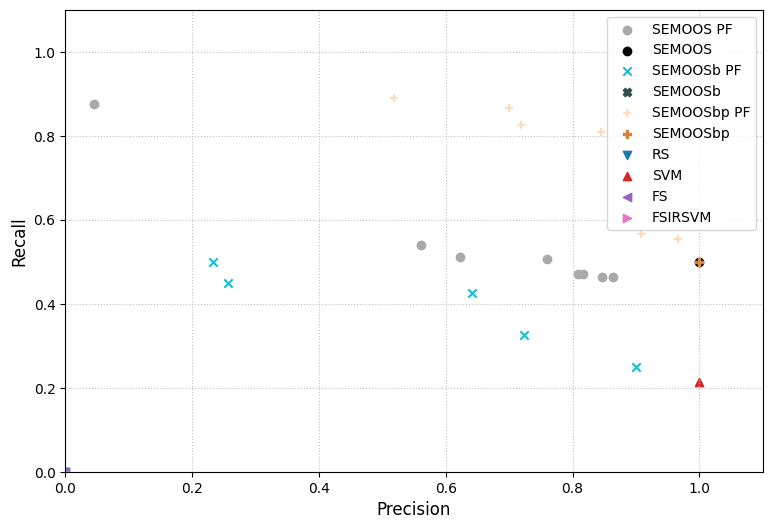 1.0
0.8
0.6
0.4
0.2
0.0
Recall
0.0 0.2 0.4 0.6 0.8 1.0
Precision
SEMOOS PF
SEMOOS
SEMOOSb PF
SEMOOSb
SEMOOSbp PF
SEMOOSbp
RS
SVM
FS
FSIRSVM